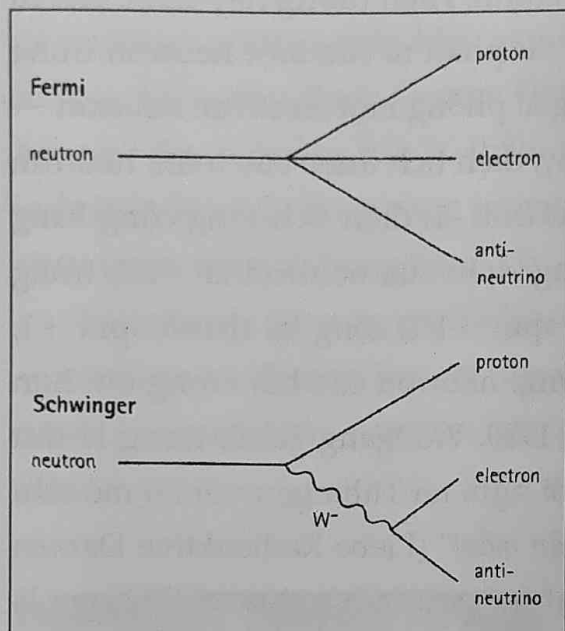 proton
Fermi
neutron
electron
anti-
neutrino
proton
Schwinger
neutron
electron
W⁻
anti-
neutrino